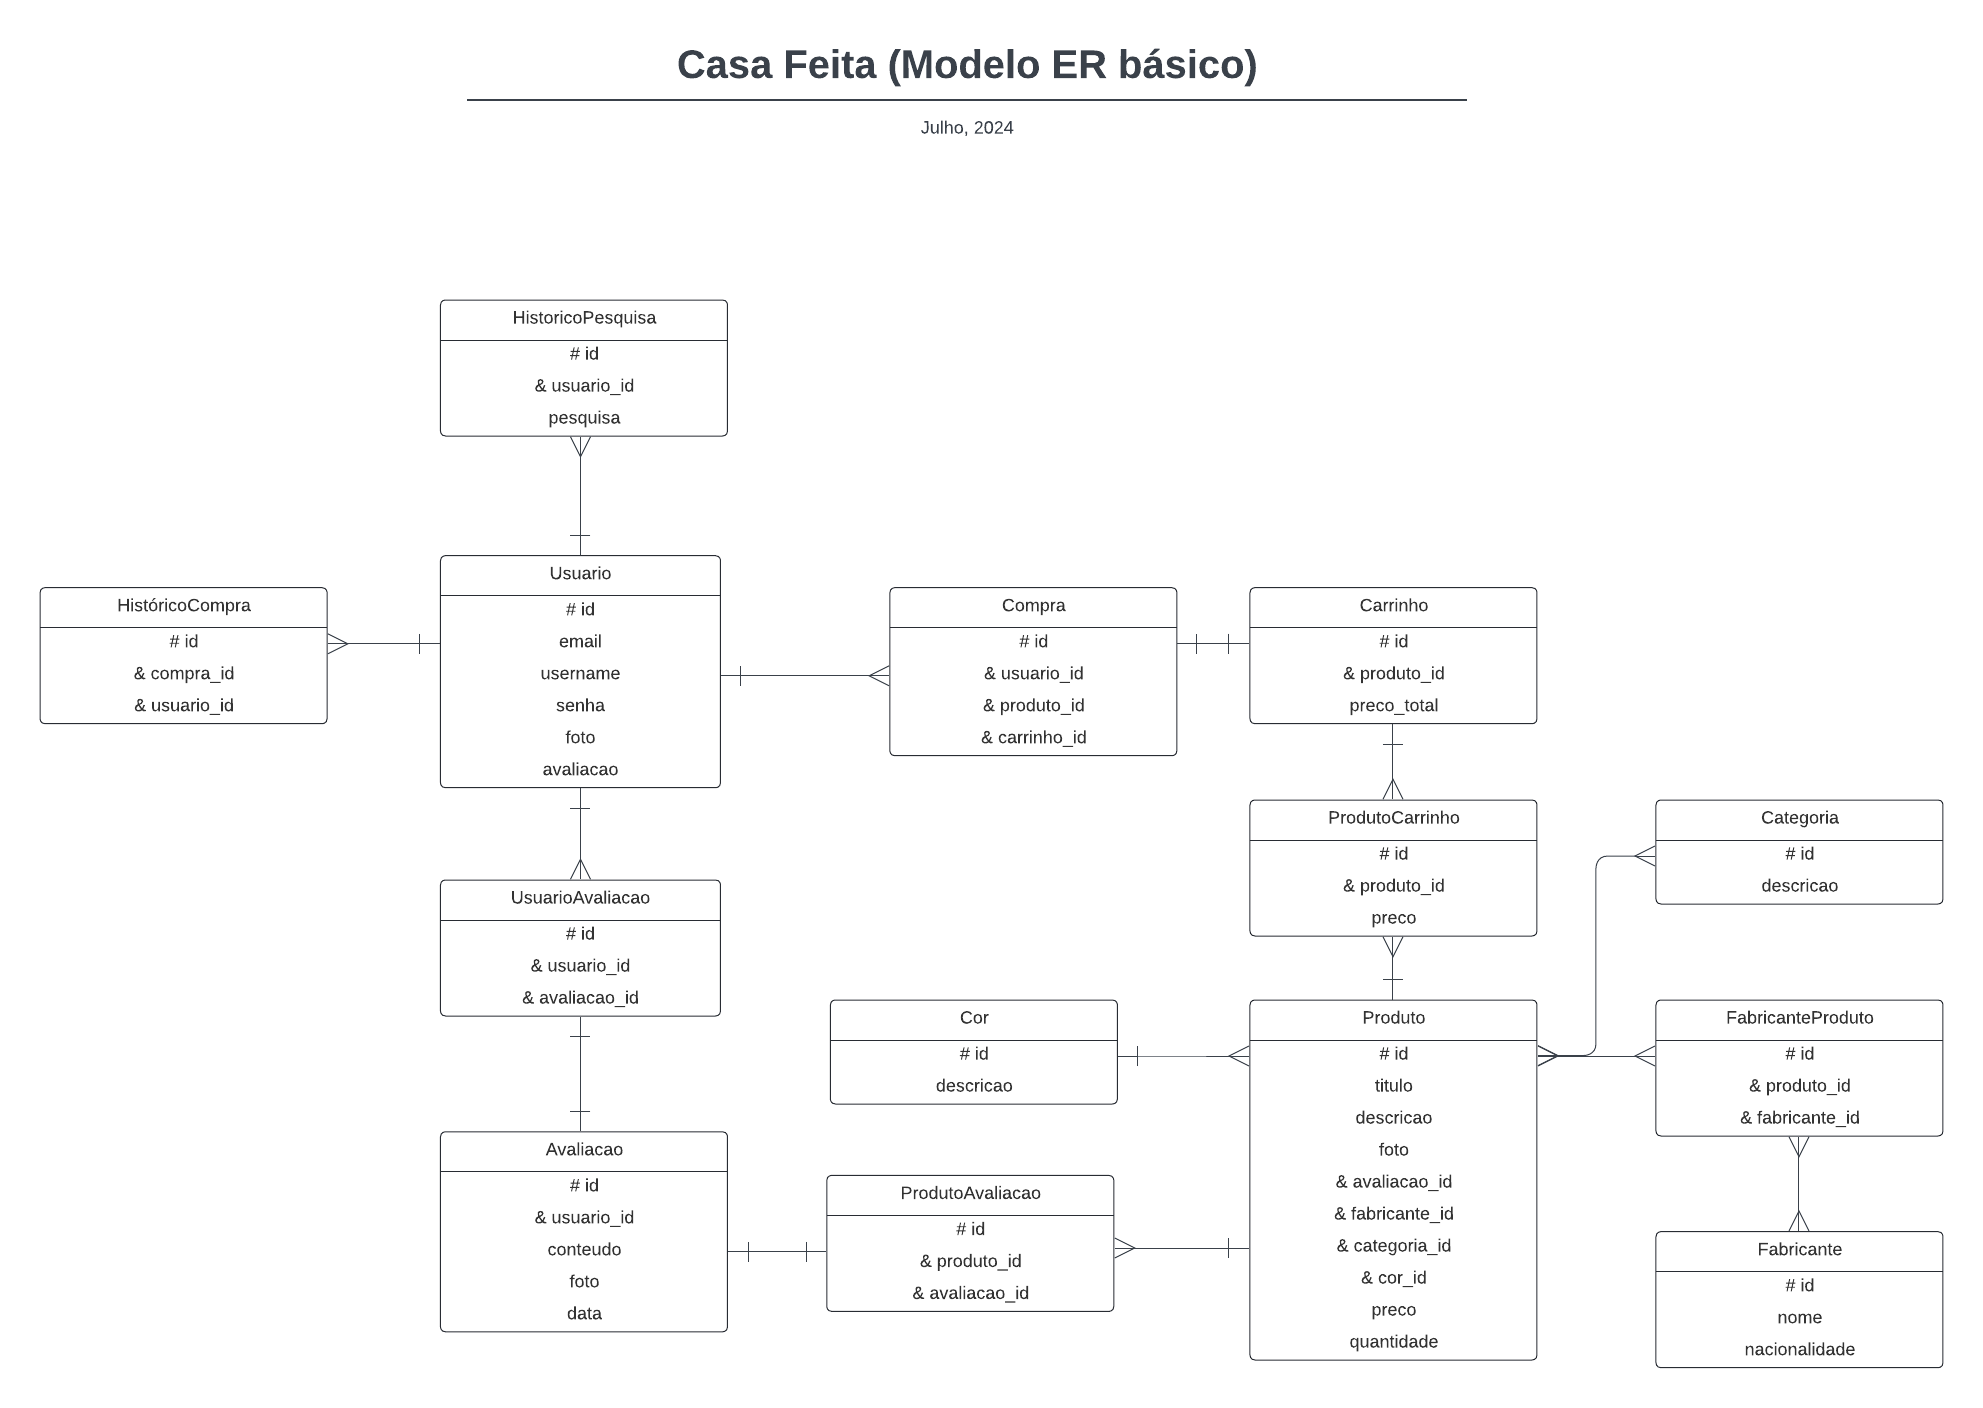 Casa Feita (Modelo ER básico)
Julho, 2024
HistoricoPesquisa
# id
& usuario_id
pesquisa
HistóricoCompra
# id
& compra_id
& usuario_id
Usuario
# id
email
username
senha
foto
avaliacao
Compra
# id
& usuario_id
& produto_id
& carrinho_id
Carrinho
# id
& produto_id
preco_total
ProdutoCarrinho
# id
& produto_id
preco
Categoria
# id
descricao
UsuarioAvaliacao
# id
& usuario_id
& avaliacao_id
Cor
# id
descricao
Produto
# id
titulo
descricao
foto
& avaliacao_id
& fabricante_id
& categoria_id
& cor_id
preco
quantidade
FabricanteProduto
# id
& produto_id
& fabricante_id
Avaliacao
# id
& usuario_id
conteudo
foto
data
ProdutoAvaliacao
# id
& produto_id
& avaliacao_id
Fabricante
# id
nome
nacionalidade